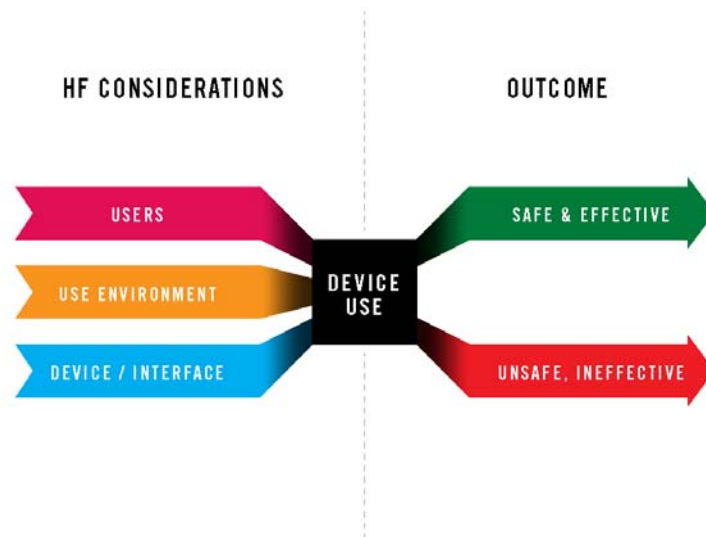 HF CONSIDERATIONS
OUTCOME
USERS
USE ENVIRONMENT
DEVICE / INTERFACE
DEVICE
USE
SAFE & EFFECTIVE
UNSAFE, INEFFECTIVE